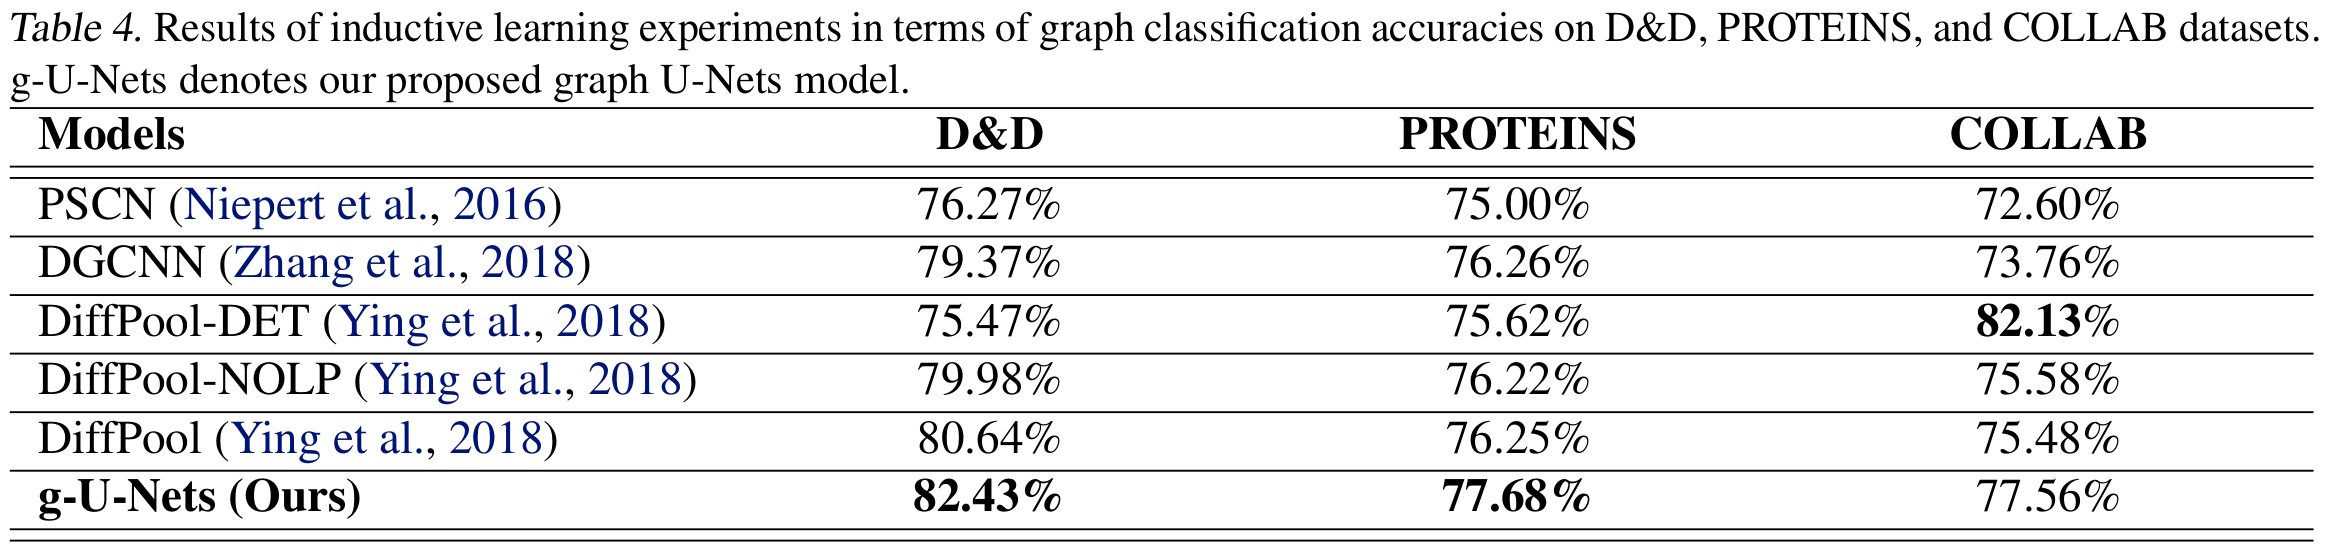 Table 4. Results of inductive learning experiments in terms of graph classification accuracies on D&D, PROTEINS, and COLLAB datasets.
g-U-Nets denotes our proposed graph U-Nets model.
Models D&D PROTEINS COLLAB
PSCN (Niepert et al., 2016) 76.27% 75.00% 72.60%
DGCNN (Zhang et al., 2018) 79.37% 76.26% 73.76%
DiffPool-DET (Ying et al., 2018) 75.47% 75.62% 82.13%
DiffPool-NOLP (Ying et al., 2018) 79.98% 76.22% 75.58%
DiffPool (Ying et al., 2018) 80.64% 76.25% 75.48%
g-U-Nets (Ours) 82.43% 77.68% 77.56%